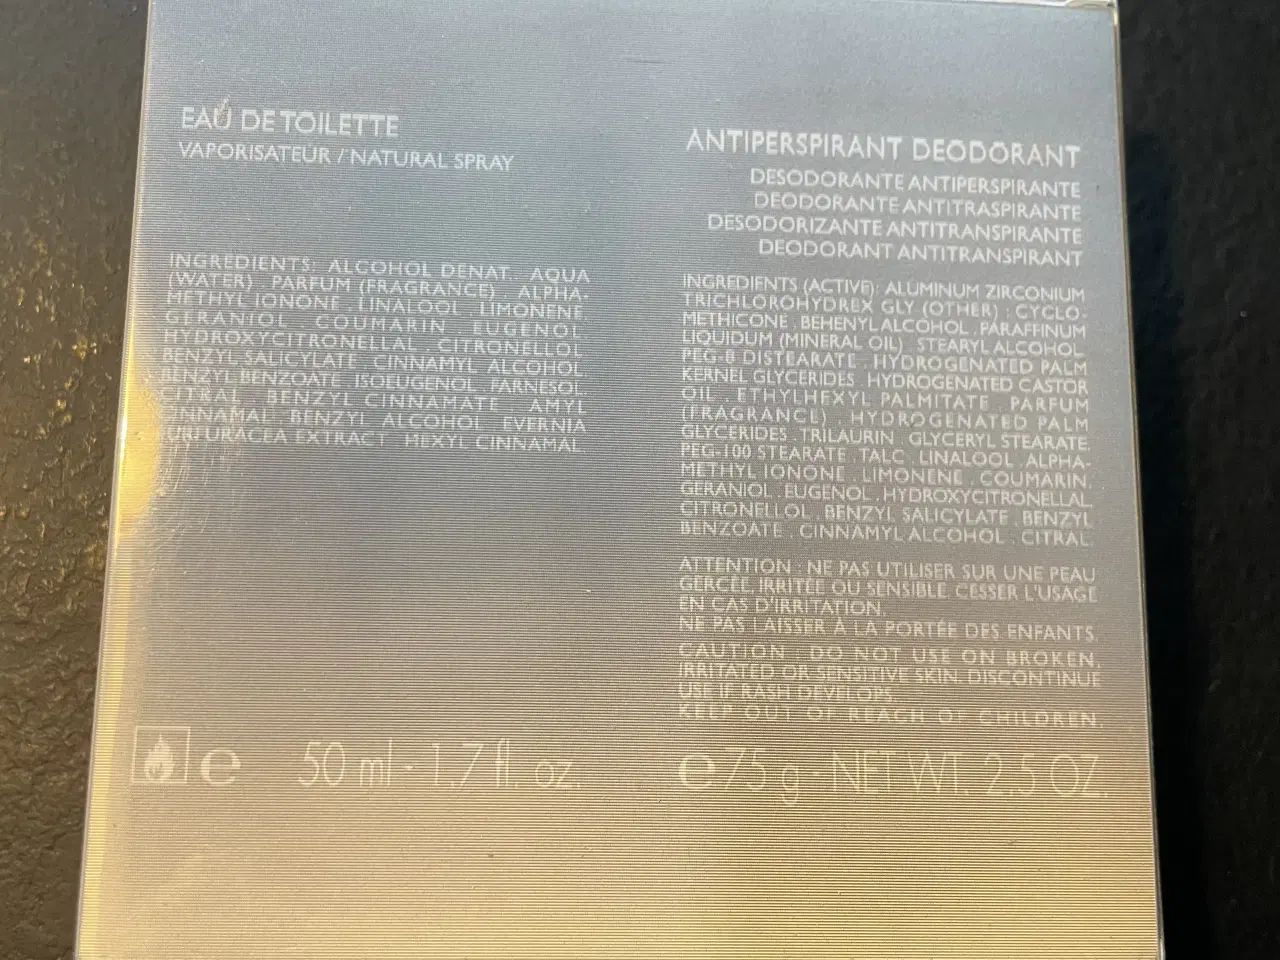 EAU DE TOILETTE
VAPORISATEUR / NATURAL SPRAY
INGREDIENTS: ALCOHOL DENAT. . AQUA
(WATER) . PARFUM (FRAGRANCE) . ALPHA-
METHYL IONONE . LINALOOL . LIMONENE
GERANIOL . COUMARIN . EUGENOL .
HYDROXYCITRONELLAL . CITRONELLOL .
BENZYL SALICYLATE . CINNAMYL ALCOHOL
BENZYL BENZOATE . ISOEUGENOL . FARNESOL .
CITRAL . BENZYL CINNAMATE . AMYL
CINNAMAL . BENZYL ALCOHOL . EVERNIA
FURFURACEA EXTRACT . HEXYL CINNAMAL.
50 ml - 1.7 fl. oz.
ANTIPERSPIRANT DEODORANT
DESODORANTE ANTIPERSPIRANTE
DEODORANTE ANTITRASPIRANTE
DESODORIZANTE ANTITRANSPIRANTE
DEODORANT ANTITRANSPIRANT
INGREDIENTS (ACTIVE): ALUMINUM ZIRCONIUM
TRICHLOROHYDREX GLY (OTHER) : CYCLO-
METHICONE . BEHENYL ALCOHOL . PARAFFINUM
LIQUIDUM (MINERAL OIL) . STEARYL ALCOHOL .
PEG-8 DISTEARATE . HYDROGENATED PALM
KERNEL GLYCERIDES . HYDROGENATED CASTOR
OIL . ETHYLHEXYL PALMITATE . PARFUM
(FRAGRANCE) . HYDROGENATED PALM
GLYCERIDES . TRILAURIN . GLYCERYL STEARATE.
PEG-100 STEARATE . TALC . LINALOOL . ALPHA-
METHYL IONONE . LIMONENE . COUMARIN.
GERANIOL . EUGENOL . HYDROXYCITRONELLAL
CITRONELLOL . BENZYL SALICYLATE . BENZYL
BENZOATE . CINNAMYL ALCOHOL . CITRAL.
ATTENTION : NE PAS UTILISER SUR UNE PEAU
GERCÉE, IRRITÉE OU SENSIBLE. CESSER L'USAGE
EN CAS D'IRRITATION.
NE PAS LAISSER À LA PORTÉE DES ENFANTS.
CAUTION : DO NOT USE ON BROKEN,
IRRITATED OR SENSITIVE SKIN. DISCONTINUE
USE IF RASH DEVELOPS.
KEEP OUT OF REACH OF CHILDREN.
℮ 75 g - NET WT. 2.5 OZ.